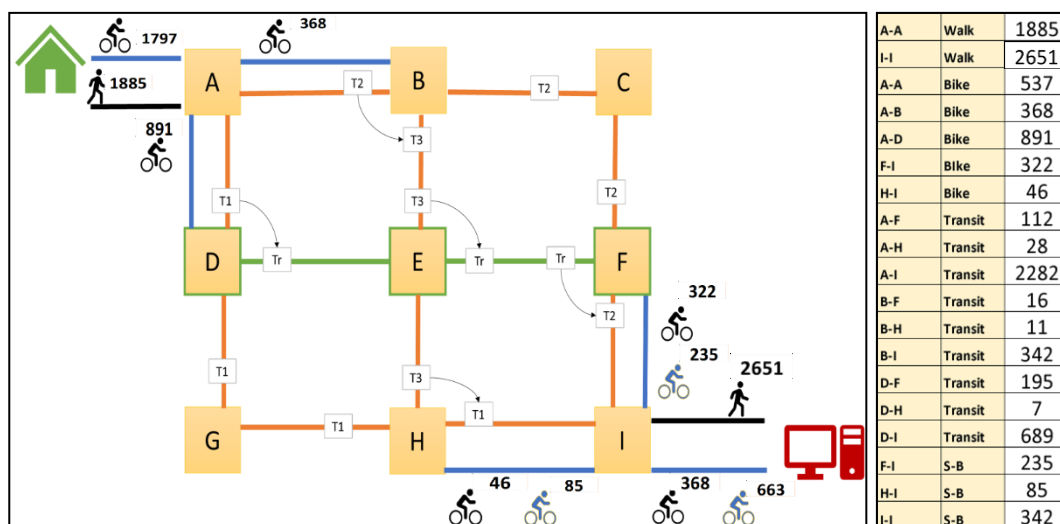 1797
368
1885
891
A
B
C
T2
T2
T3
T1
T3
T2
D
Tr
E
Tr
Tr
F
T2
322
235
2651
T1
T3
T1
T1
G
H
I
46
85
368
663
A-A Walk 1885
I-I Walk 2651
A-A Bike 537
A-B Bike 368
A-D Bike 891
F-I BIke 322
H-I Bike 46
A-F Transit 112
A-H Transit 28
A-I Transit 2282
B-F Transit 16
B-H Transit 11
B-I Transit 342
D-F Transit 195
D-H Transit 7
D-I Transit 689
F-I S-B 235
H-I S-B 85
I-I S-B 342